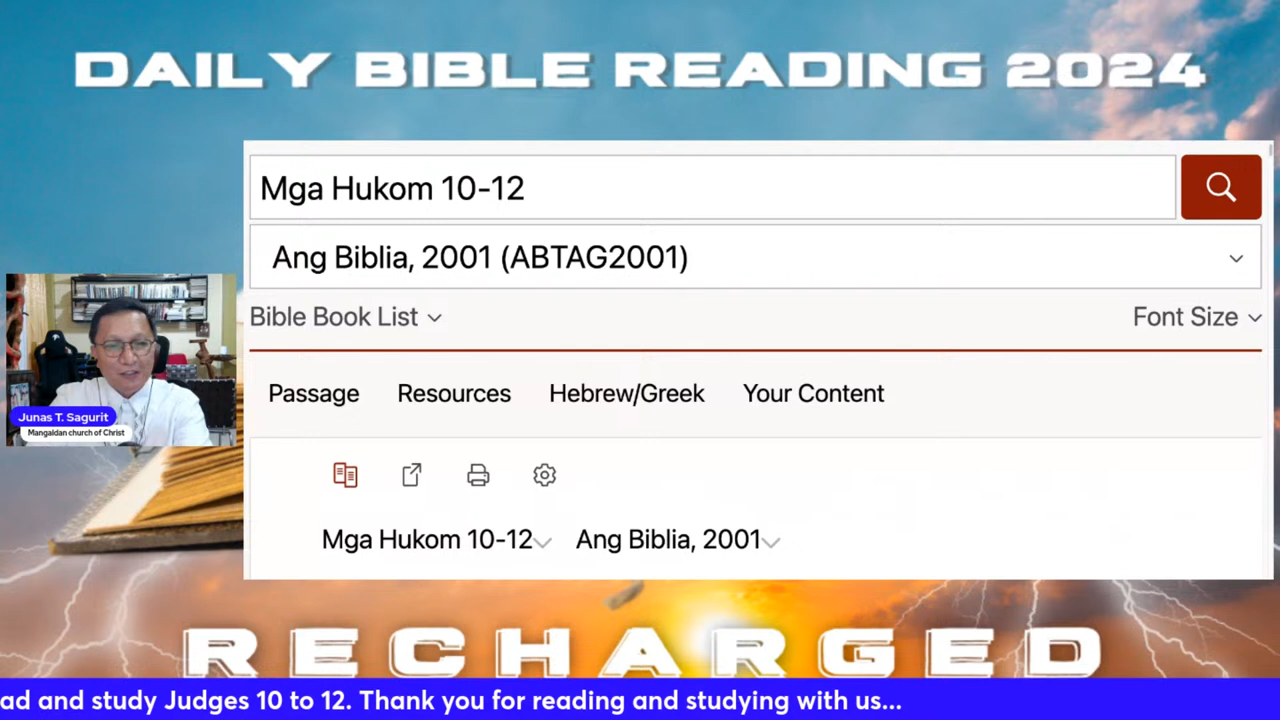 DAILY BIBLE READING 2024
Mga Hukom 10-12
Ang Biblia, 2001 (ABTAG2001)
Bible Book List
Font Size
Passage Resources Hebrew/Greek Your Content
Mga Hukom 10-12 Ang Biblia, 2001
Junas T. Sagurit
Mangaldan church of Christ
RECHARGED
ad and study Judges 10 to 12. Thank you for reading and studying with us...